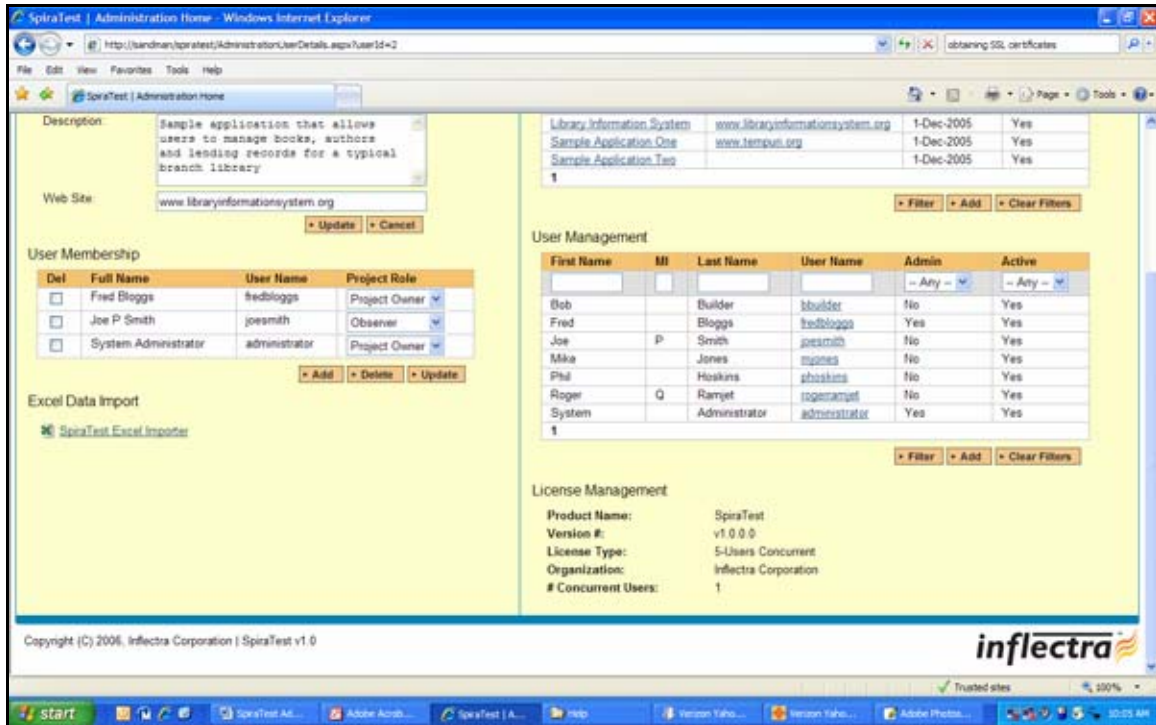 SpiraTest | Administration Home - Windows Internet Explorer
http://sandman/spiratest/AdministrationUserDetails.aspx?userId=2
obtaining SSL certificates
File Edit View Favorites Tools Help
SpiraTest | Administration Home
Page Tools
Description:
Sample application that allows
users to manage books, authors
and lending records for a typical
branch library
Web Site:
www.libraryinformationsystem.org
Update Cancel
User Membership
Del Full Name User Name Project Role
Fred Bloggs fredbloggs Project Owner
Joe P Smith joesmith Observer
System Administrator administrator Project Owner
Add Delete Update
Excel Data Import
SpiraTest Excel Importer
Library Information System www.libraryinformationsystem.org 1-Dec-2005 Yes
Sample Application One www.tempuri.org 1-Dec-2005 Yes
Sample Application Two 1-Dec-2005 Yes
1
Filter Add Clear Filters
User Management
First Name MI Last Name User Name Admin Active
-- Any -- -- Any --
Bob Builder bbuilder No Yes
Fred Bloggs fredbloggs Yes Yes
Joe P Smith joesmith No Yes
Mike Jones mjones No Yes
Phil Hoskins phoskins No Yes
Roger Q Ramjet rogerramjet No Yes
System Administrator administrator Yes Yes
1
Filter Add Clear Filters
License Management
Product Name: SpiraTest
Version #: v1.0.0.0
License Type: 5-Users Concurrent
Organization: Inflectra Corporation
# Concurrent Users: 1
Copyright (C) 2006, Inflectra Corporation | SpiraTest v1.0
inflectra
Trusted sites 100%
start SpiraTest Ad... Adobe Acrob... SpiraTest | A... Help Verizon Yaho... Verizon Yaho... Adobe Photos... 10:05 AM